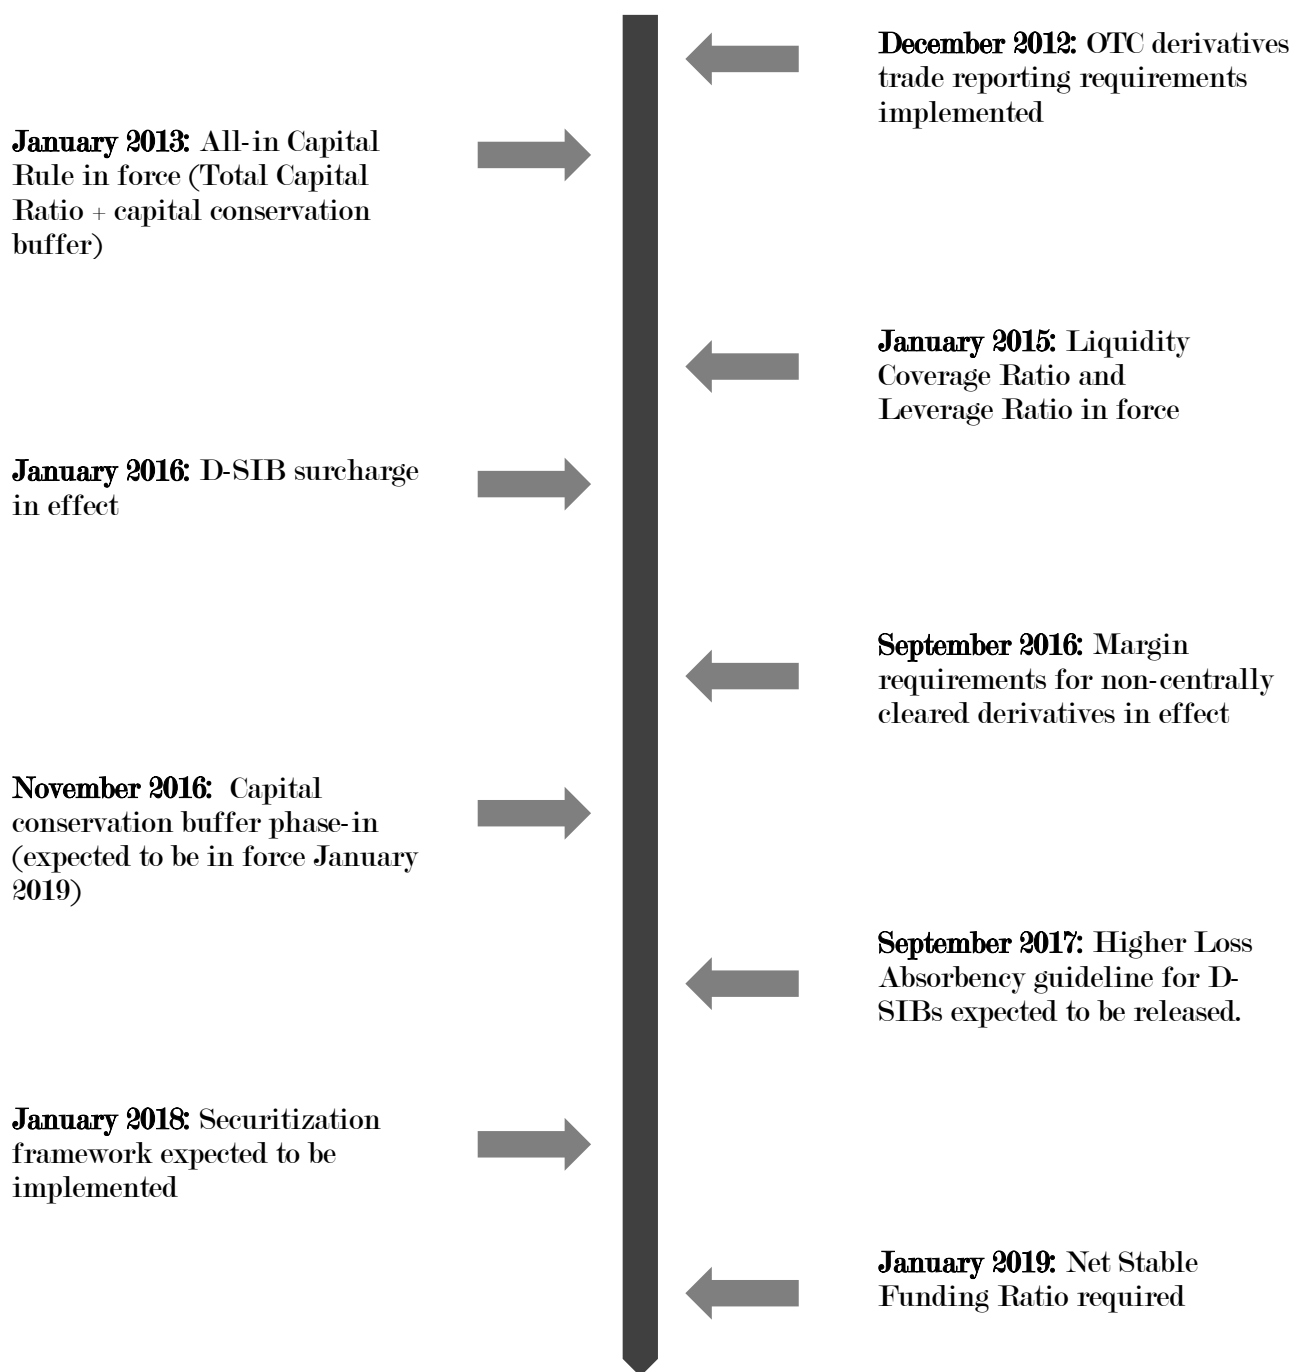 December 2012: OTC derivatives
trade reporting requirements
implemented
January 2013: All-in Capital
Rule in force (Total Capital
Ratio + capital conservation
buffer)
January 2015: Liquidity
Coverage Ratio and
Leverage Ratio in force
January 2016: D-SIB surcharge
in effect
September 2016: Margin
requirements for non-centrally
cleared derivatives in effect
November 2016:  Capital
conservation buffer phase-in
(expected to be in force January
2019)
September 2017: Higher Loss
Absorbency guideline for D-
SIBs expected to be released.
January 2018: Securitization
framework expected to be
implemented
January 2019: Net Stable
Funding Ratio required